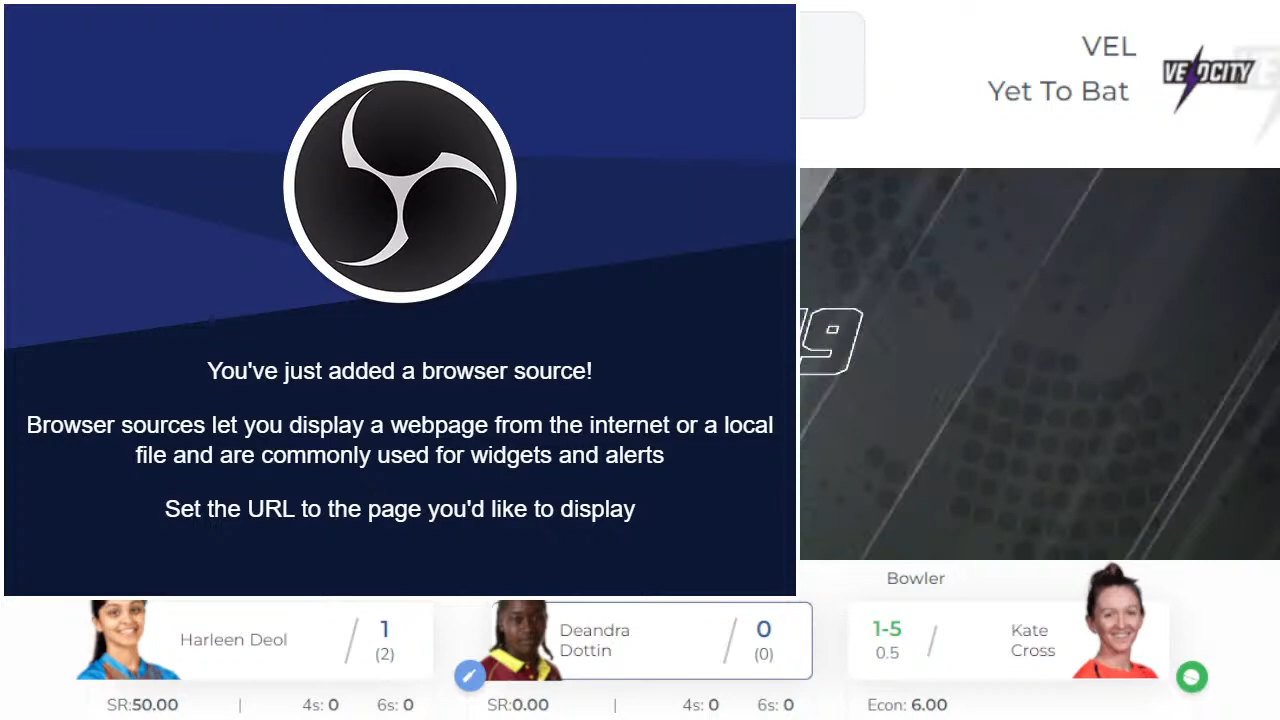 VEL
VELOCITY
Yet To Bat
You've just added a browser source!
Browser sources let you display a webpage from the internet or a local
file and are commonly used for widgets and alerts
Set the URL to the page you'd like to display
19
Bowler
Harleen Deol
1
(2)
Deandra
Dottin
0
(0)
1-5
0.5
Kate
Cross
SR:50.00 | 4s: 0 6s: 0
SR:0.00 | 4s: 0 6s: 0
Econ: 6.00